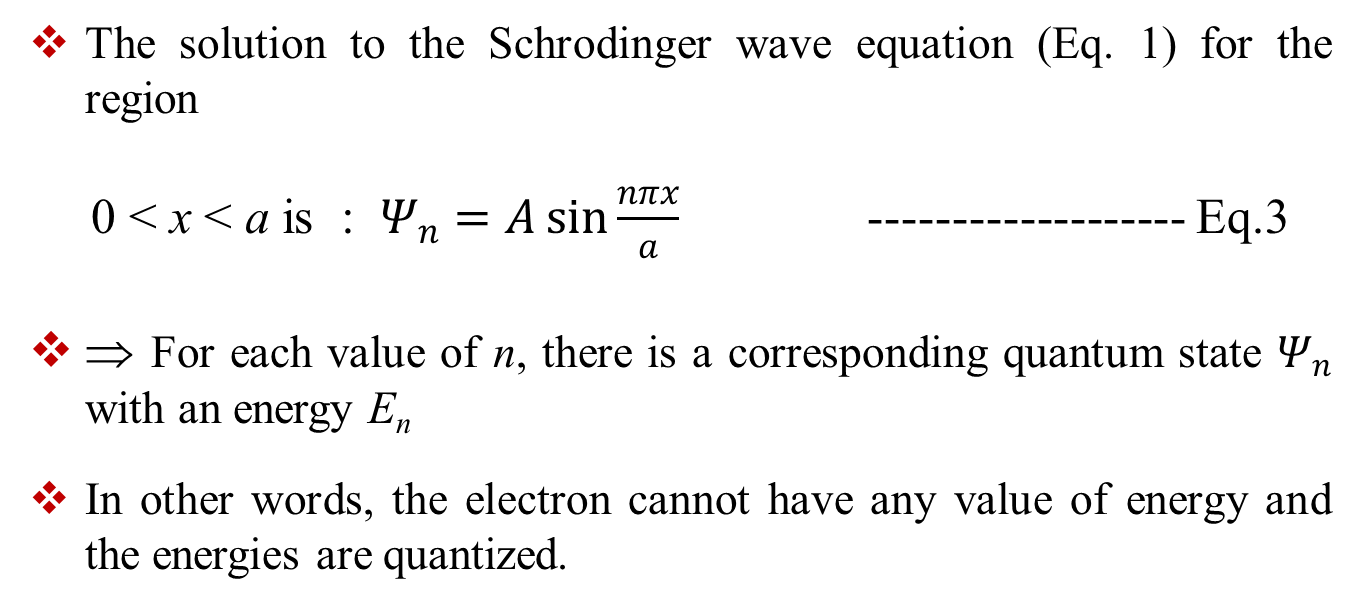 ❖ The solution to the Schrodinger wave equation (Eq. 1) for the
region
0 < x < a is : Ψₙ = A sin nπx/a ------------------- Eq.3
❖ ⇒ For each value of n, there is a corresponding quantum state Ψₙ
with an energy Eₙ
❖ In other words, the electron cannot have any value of energy and
the energies are quantized.